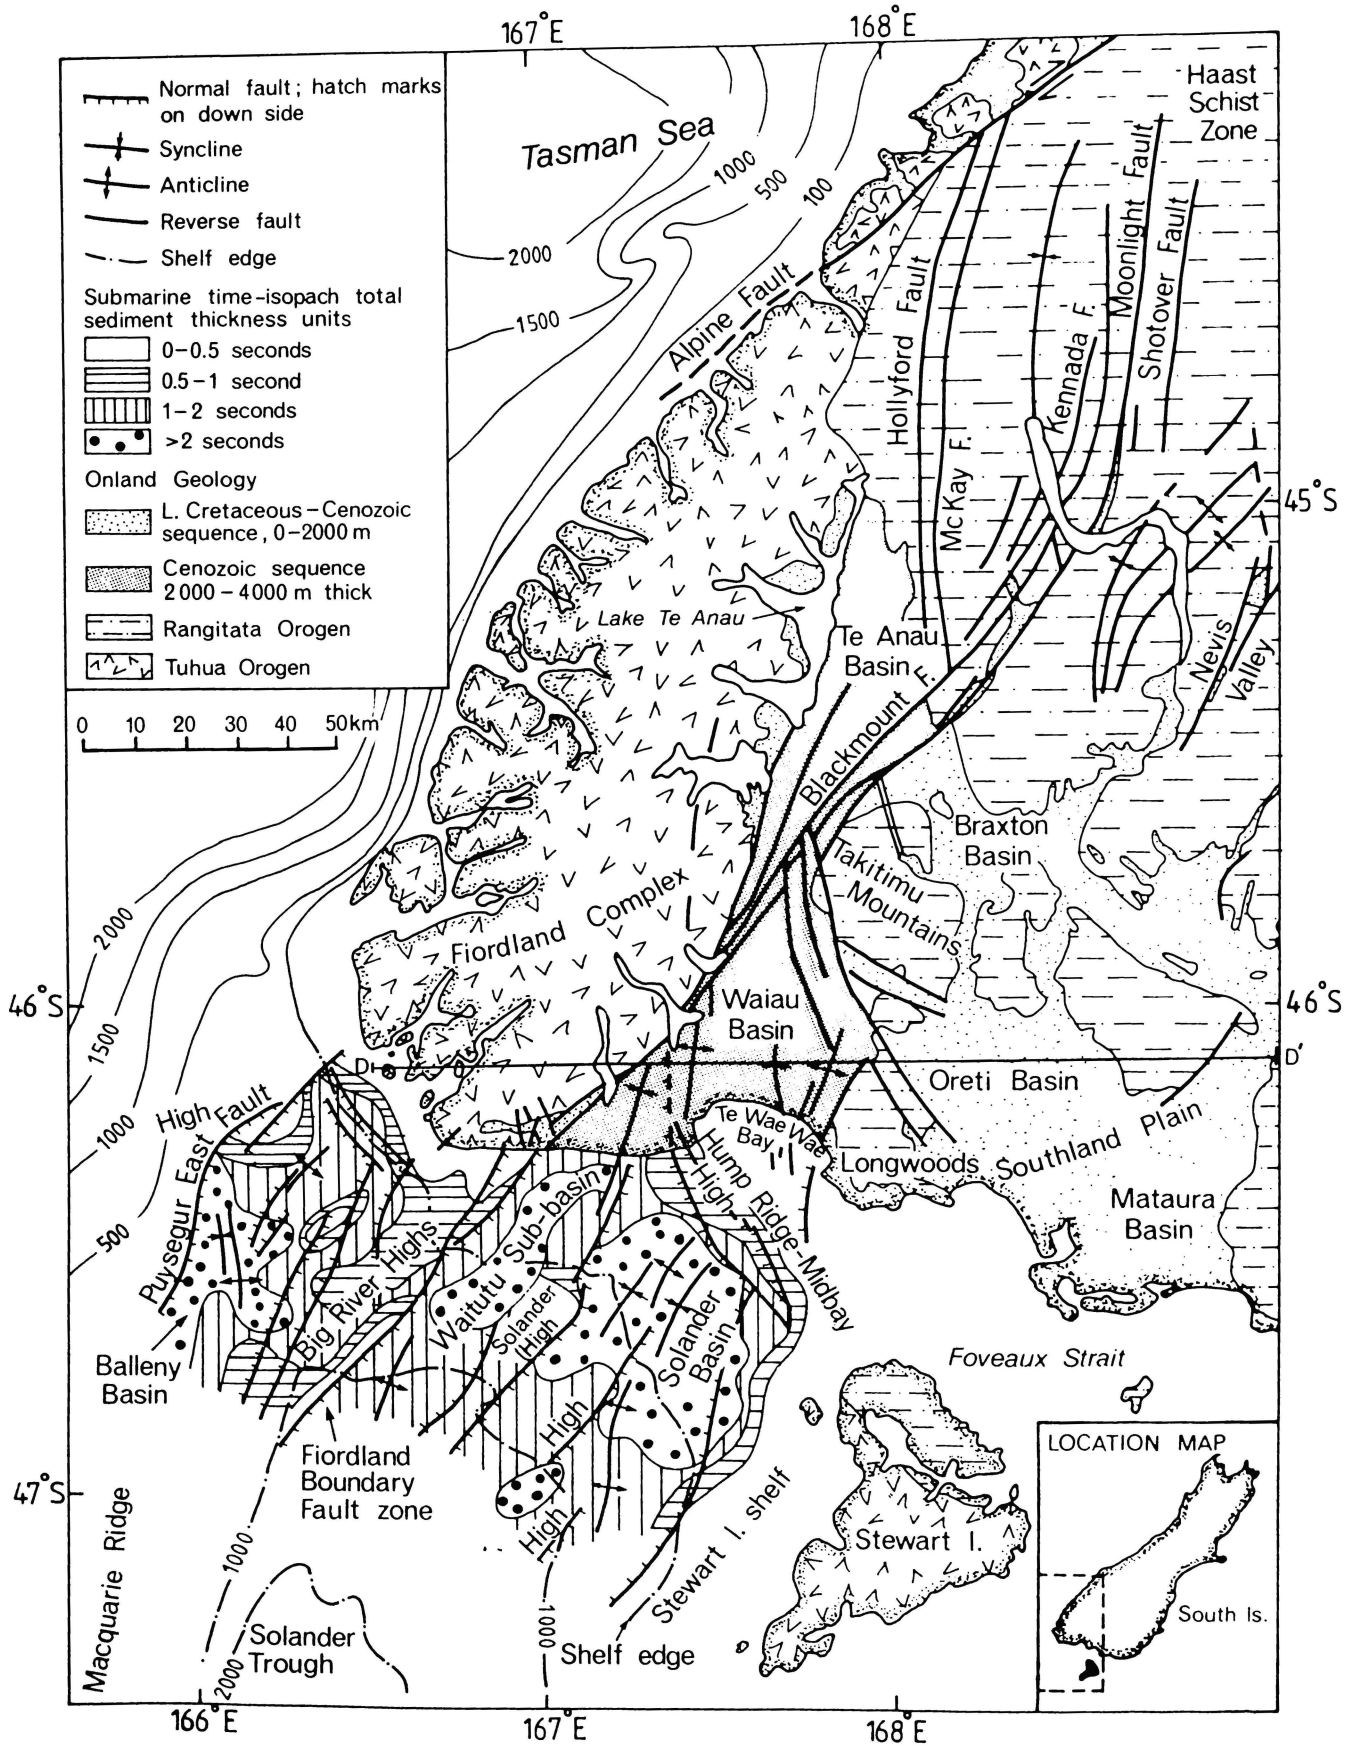 167°E
168°E
Normal fault; hatch marks
on down side
Syncline
Anticline
Reverse fault
Shelf edge
Submarine time-isopach total
sediment thickness units
0-0.5 seconds
0.5-1 second
1-2 seconds
>2 seconds
Onland Geology
L. Cretaceous-Cenozoic
sequence, 0-2000 m
Cenozoic sequence
2000-4000 m thick
Rangitata Orogen
Tuhua Orogen
0 10 20 30 40 50km
Tasman Sea
1000
500
100
2000
1500
Haast
Schist
Zone
Alpine Fault
Hollyford Fault
McKay F.
Kennada F.
Moonlight Fault
Shotover Fault
45°S
Lake Te Anau
Te Anau
Basin
Nevis
Valley
Blackmount F.
Braxton
Basin
Takitimu
Mountains
Fiordland Complex
2000
1500
1000
500
46°S
46°S
Waiau
Basin
D
D'
Oreti Basin
High
Puysegur East Fault
Te Wae Wae
Bay
Longwoods
Southland Plain
Mataura
Basin
Hump Ridge-Midbay
High
Big River Highs
Waitutu Sub-basin
Solander
High
Solander
Basin
Balleny
Basin
Foveaux Strait
High
High
Fiordland
Boundary
Fault zone
47°S
Macquarie Ridge
1000
2000
Solander
Trough
1000
Shelf edge
Stewart I. shelf
Stewart I.
LOCATION MAP
South Is.
166°E
167°E
168°E